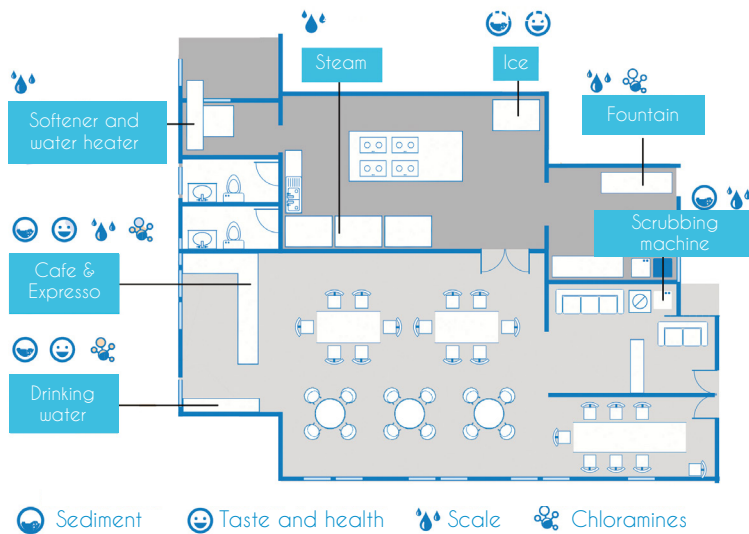 Steam
Ice
Softener and
water heater
Fountain
Scrubbing
machine
Cafe &
Expresso
Drinking
water
Sediment
Taste and health
Scale
Chloramines